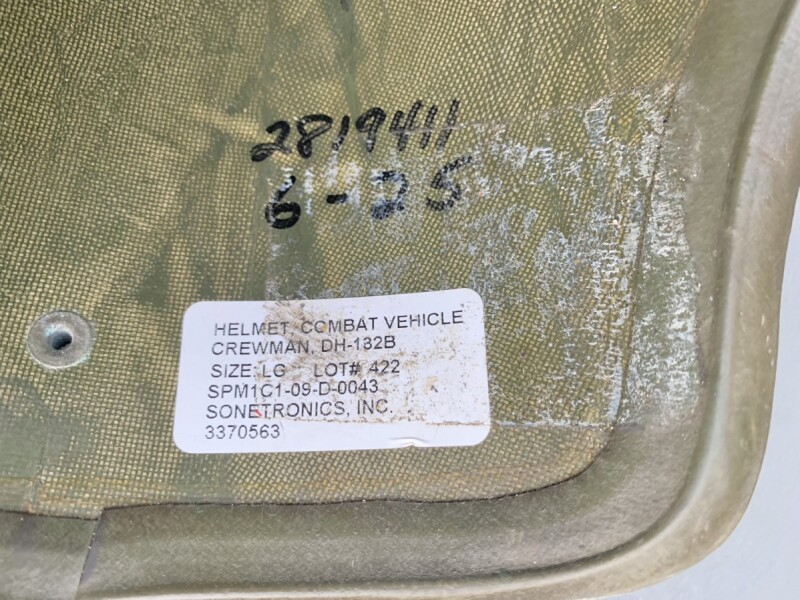 2819411
6-25
HELMET, COMBAT VEHICLE
CREWMAN, DH-132B
SIZE: LG LOT# 422
SPM1C1-09-D-0043
SONETRONICS, INC.
3370563